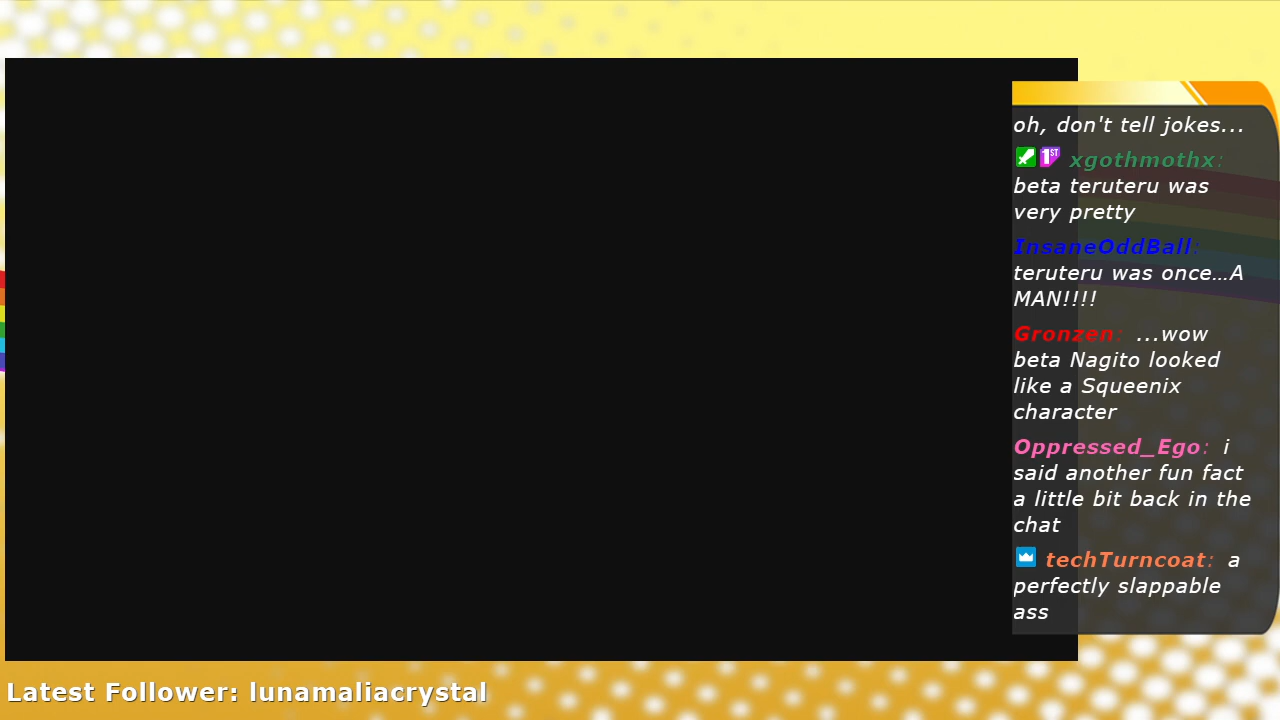 oh, don't tell jokes...
1ST xgothmothx:
beta teruteru was
very pretty
InsaneOddBall:
teruteru was once...A
MAN!!!!
Gronzen: ...wow
beta Nagito looked
like a Squeenix
character
Oppressed_Ego: i
said another fun fact
a little bit back in the
chat
techTurncoat: a
perfectly slappable
ass
Latest Follower: lunamaliacrystal